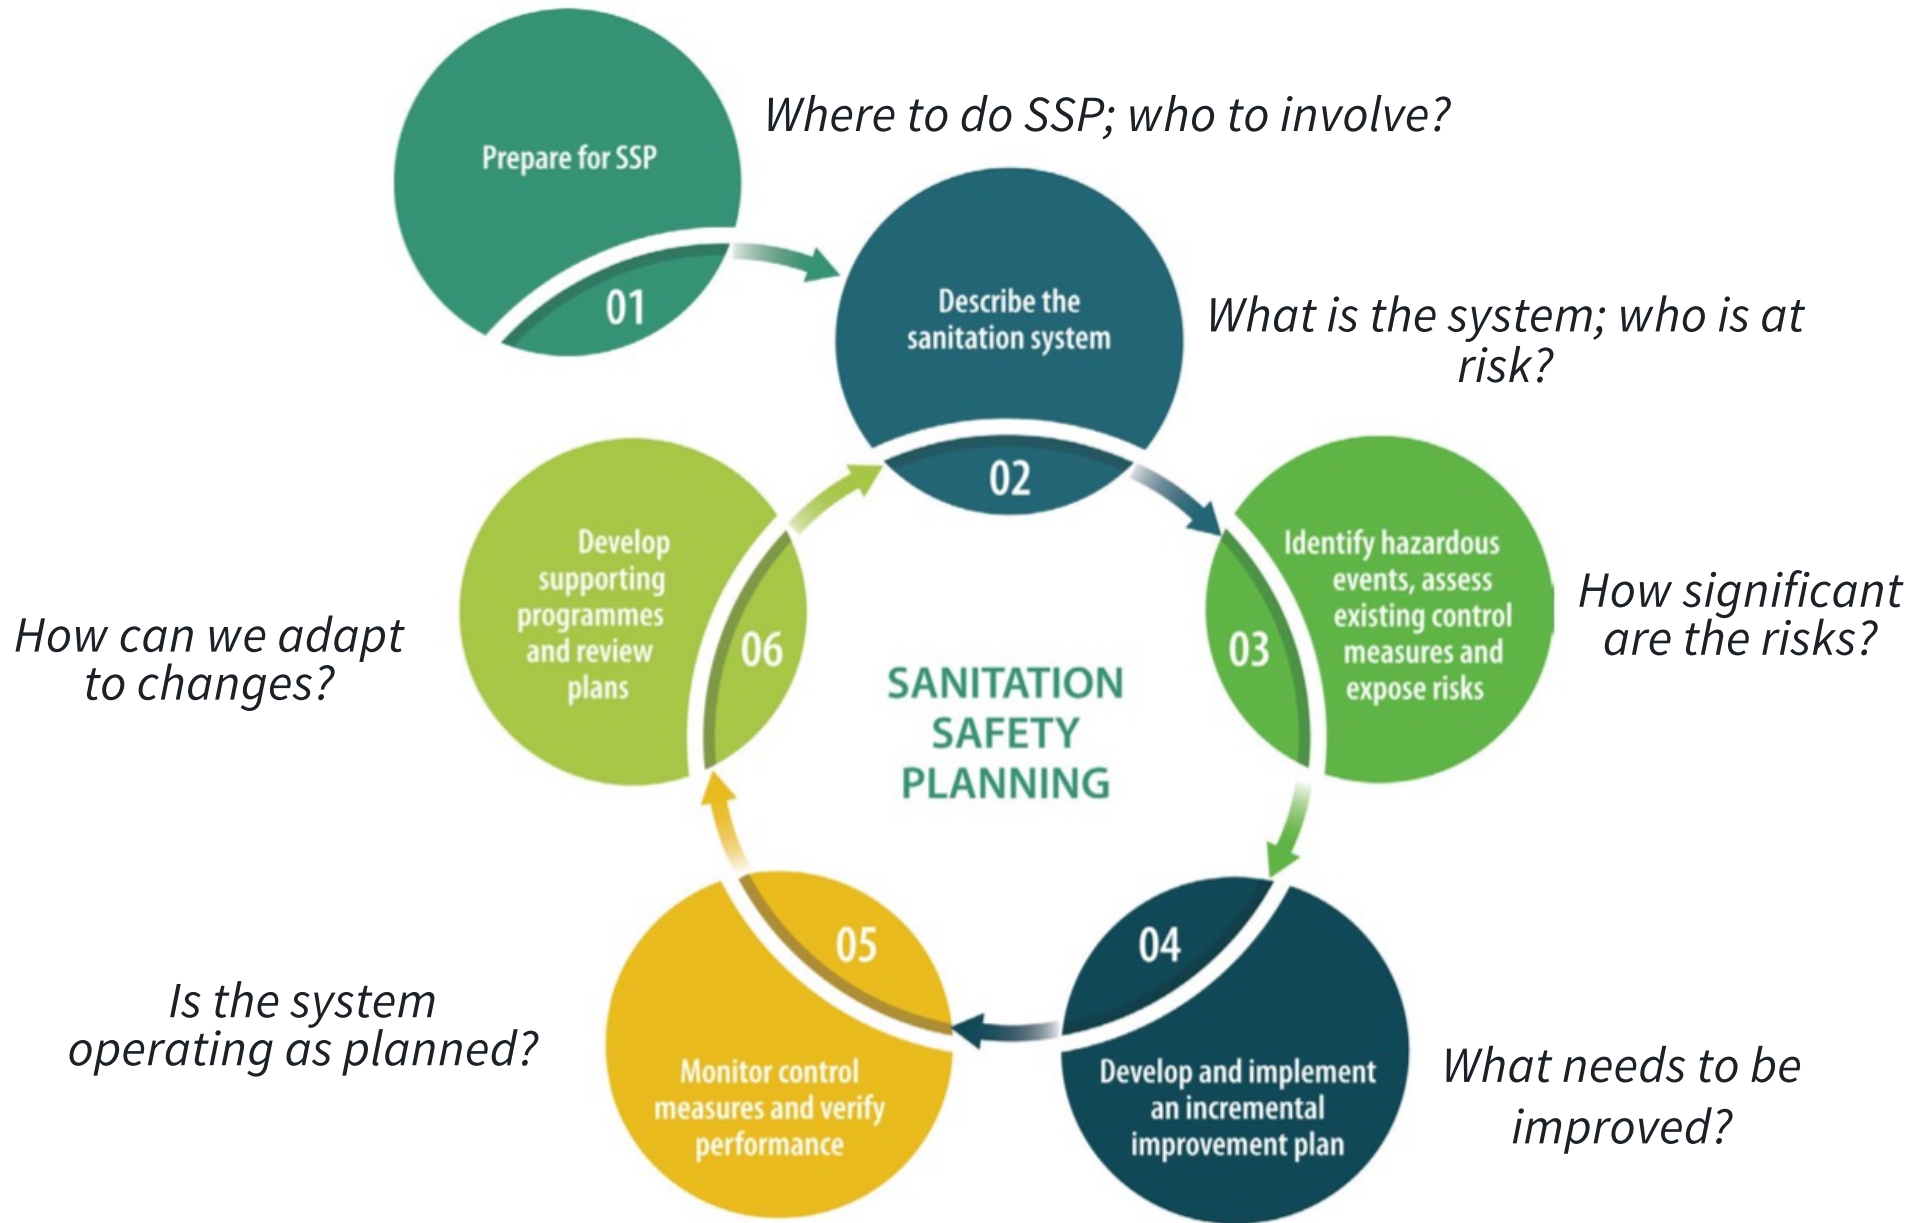 Prepare for SSP
01
Where to do SSP; who to involve?
Describe the
sanitation system
02
What is the system; who is at
risk?
Identify hazardous
events, assess
existing control
measures and
expose risks
03
How significant
are the risks?
Develop and implement
an incremental
improvement plan
04
What needs to be
improved?
Monitor control
measures and verify
performance
05
Is the system
operating as planned?
Develop
supporting
programmes
and review
plans
06
How can we adapt
to changes?
SANITATION
SAFETY
PLANNING